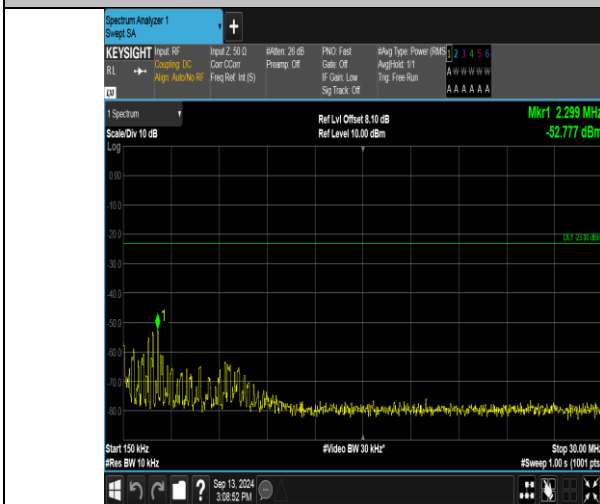 Spectrum Analyzer 1
Swept SA
+
KEYSIGHT Input: RF Input Z: 50 Ω #Atten: 26 dB PNO: Fast #Avg Type: Power (RMS 1 2 3 4 5 6
RL Coupling: DC Corr CCorr Preamp: Off Gate: Off Avg|Hold: 1/1 A W W W W W
Align: Auto/No RF Freq Ref: Int (S) IF Gain: Low Trig: Free Run
Sig Track: Off A A A A A A
1 Spectrum Ref Lvl Offset 8.10 dB Mkr1 2.299 MHz
Scale/Div 10 dB Ref Level 10.00 dBm -52.777 dBm
Log
0.00
-10.0
-20.0
DL1 -23.00 dBm
-30.0
-40.0
-50.0
1
-60.0
-70.0
-80.0
Start 150 kHz #Video BW 30 kHz* Stop 30.00 MHz
#Res BW 10 kHz #Sweep 1.00 s (1001 pts
? Sep 13, 2024
3:08:52 PM